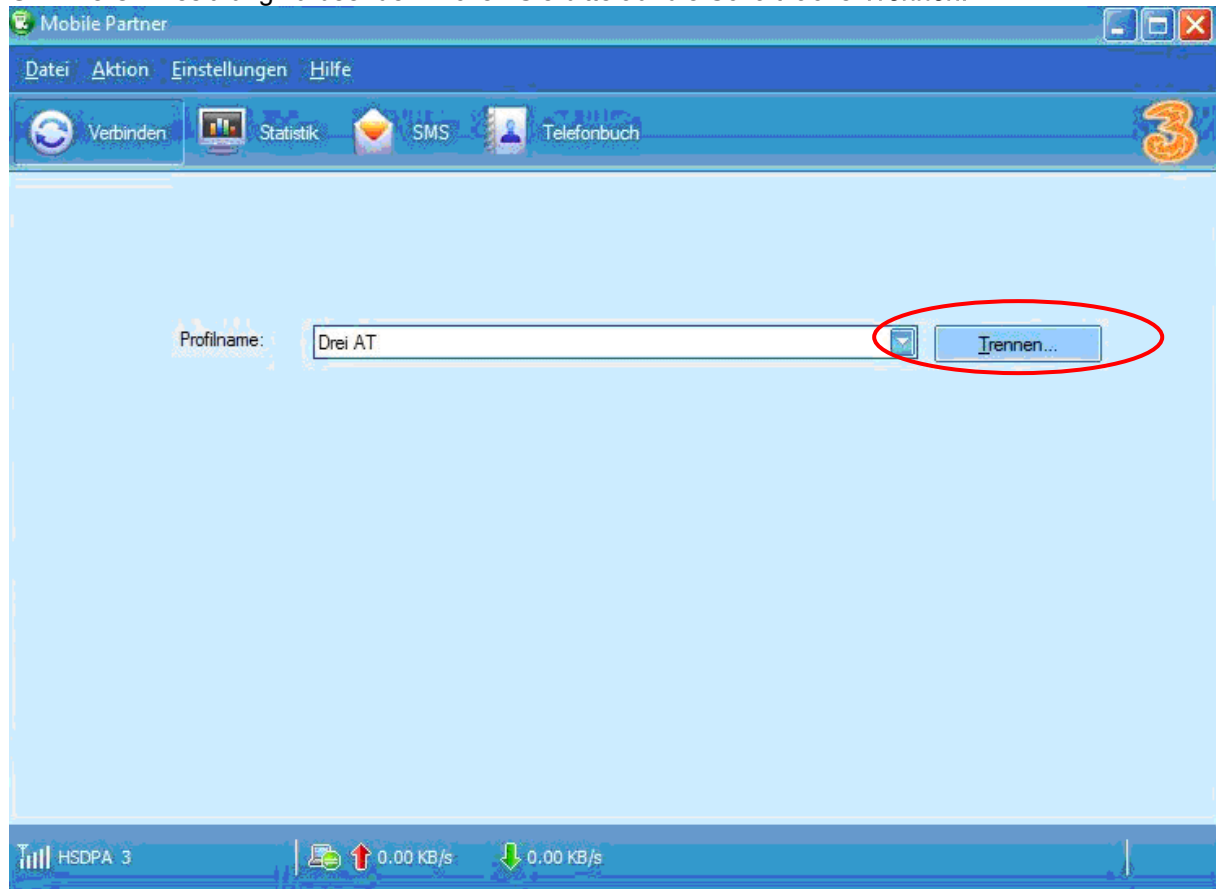 Mobile Partner
Datei Aktion Einstellungen Hilfe
Verbinden Statistik SMS Telefonbuch 3
Profilname: Drei AT Trennen...
HSDPA 3 0.00 KB/s 0.00 KB/s